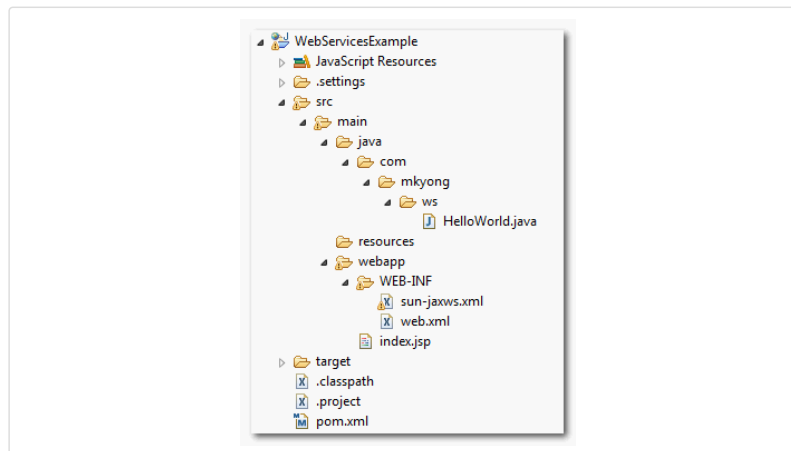 WebServicesExample
JavaScript Resources
.settings
src
main
java
com
mkyong
ws
HelloWorld.java
resources
webapp
WEB-INF
sun-jaxws.xml
web.xml
index.jsp
target
.classpath
.project
pom.xml